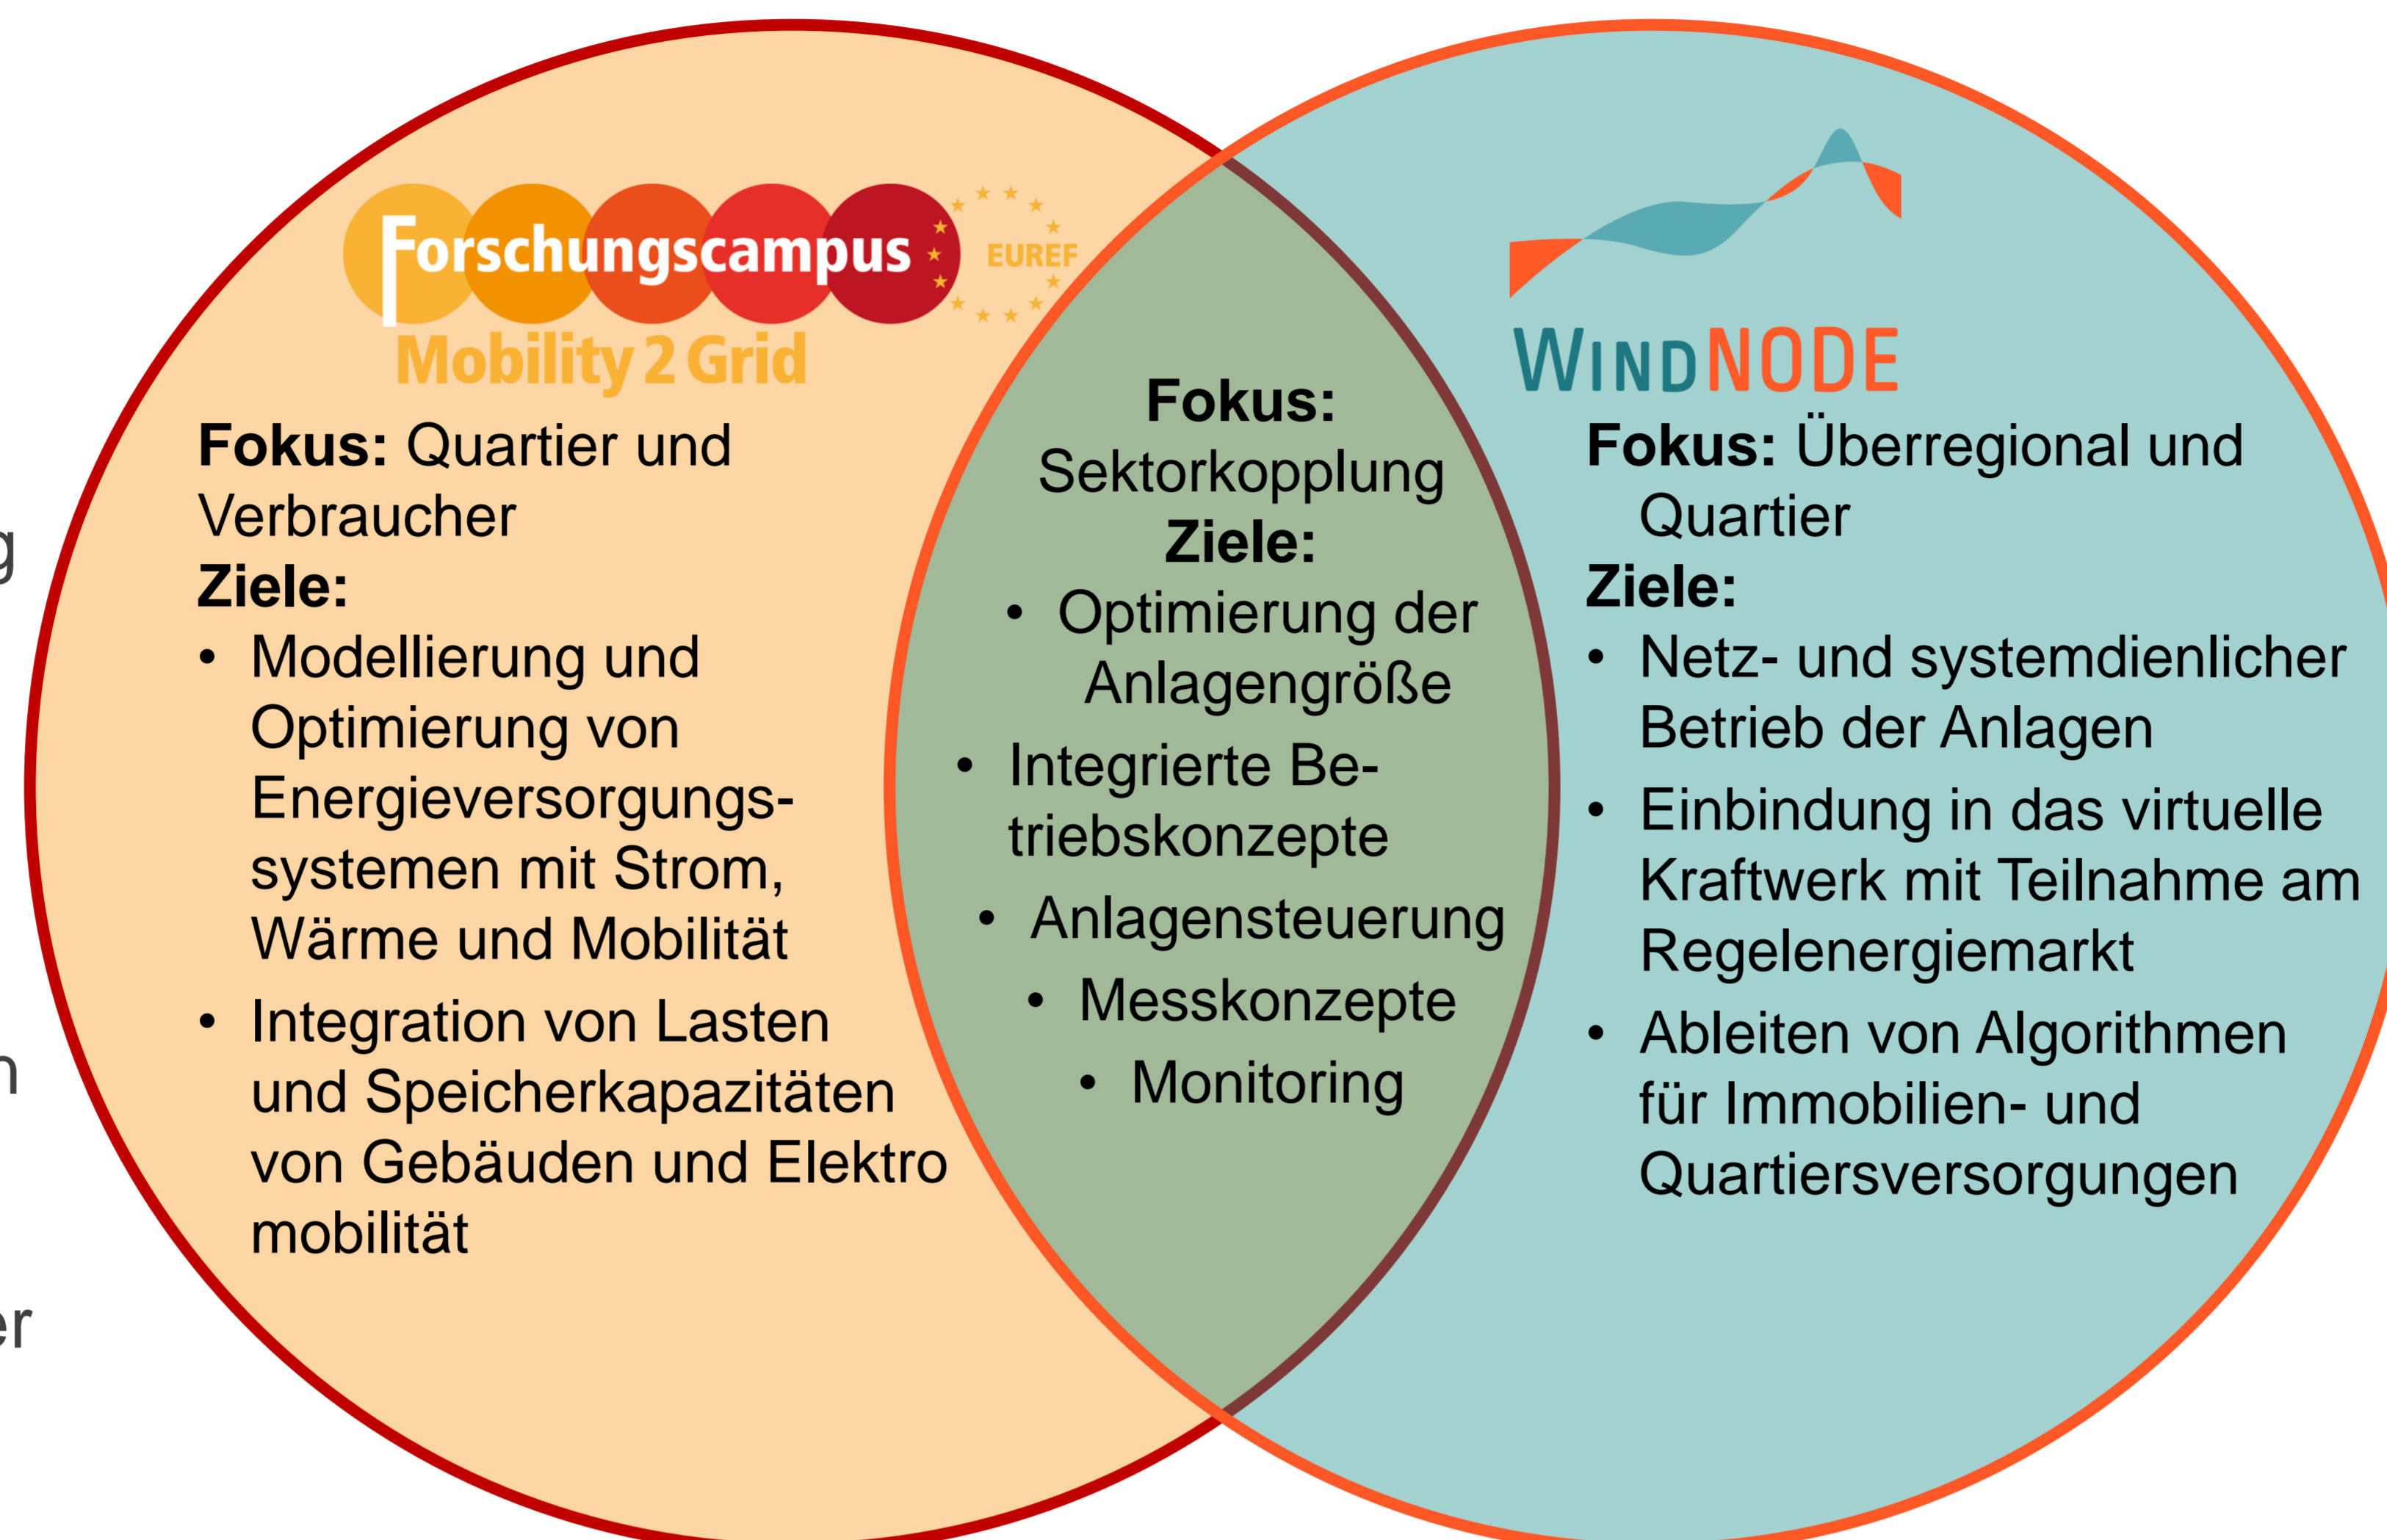 Forschungscampus
EUREF
Mobility 2 Grid
Fokus: Quartier und
Verbraucher
Ziele:
• Modellierung und
Optimierung von
Energieversorgungs-
systemen mit Strom,
Wärme und Mobilität
• Integration von Lasten
und Speicherkapazitäten
von Gebäuden und Elektro
mobilität
Fokus:
Sektorkopplung
Ziele:
• Optimierung der
Anlagengröße
• Integrierte Be-
triebskonzepte
• Anlagensteuerung
• Messkonzepte
• Monitoring
WINDNODE
Fokus: Überregional und
Quartier
Ziele:
• Netz- und systemdienlicher
Betrieb der Anlagen
• Einbindung in das virtuelle
Kraftwerk mit Teilnahme am
Regelenergiemarkt
• Ableiten von Algorithmen
für Immobilien- und
Quartiersversorgungen